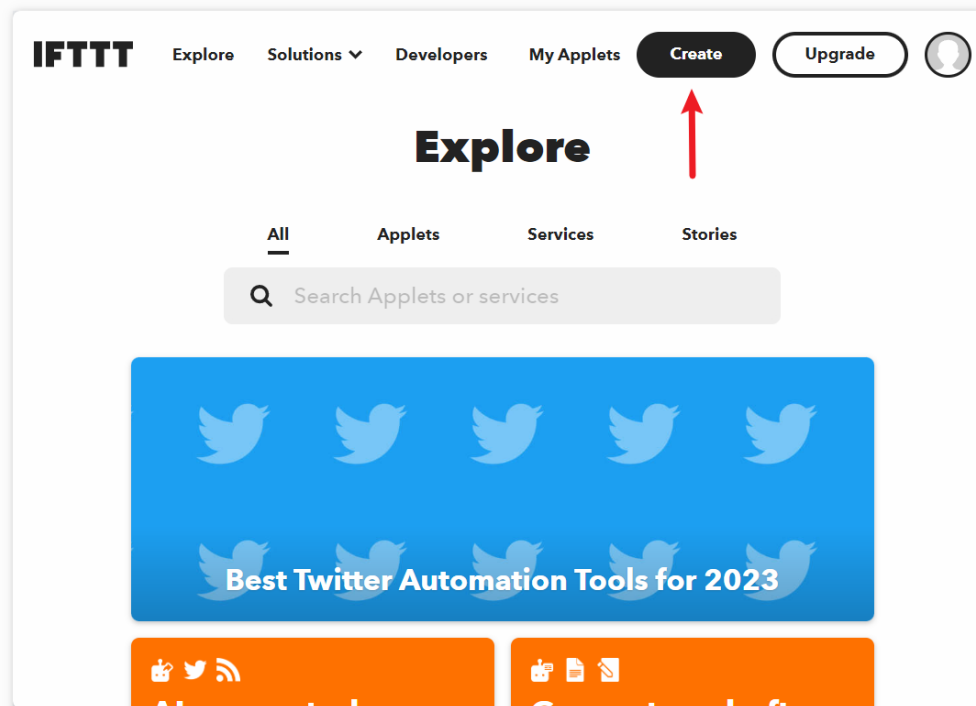 IFTTT Explore Solutions Developers My Applets Create Upgrade
Explore
All Applets Services Stories
Search Applets or services
Best Twitter Automation Tools for 2023